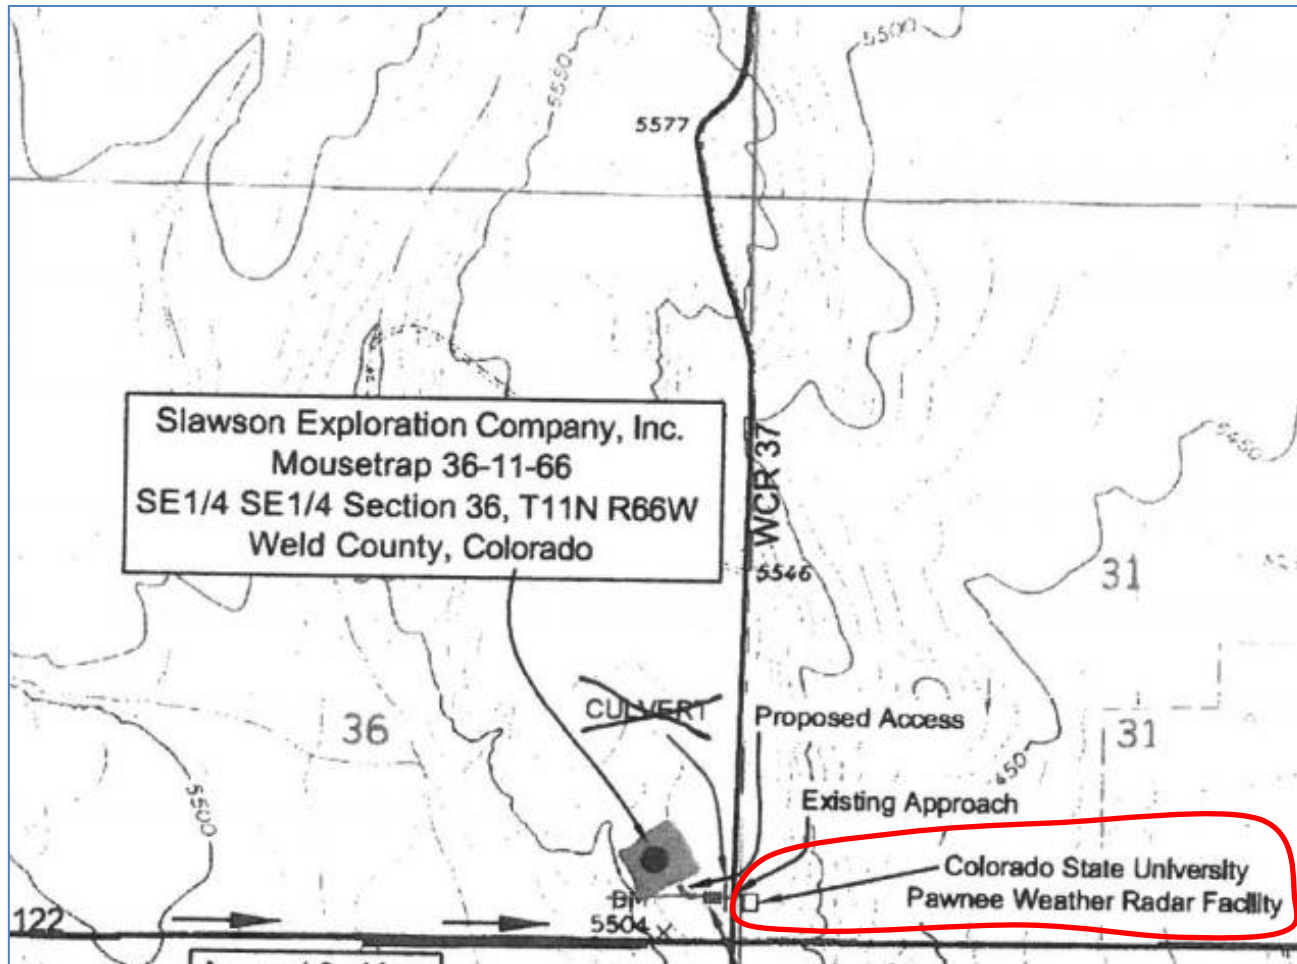 5500
5550
5577
Slawson Exploration Company, Inc.
Mousetrap 36-11-66
SE1/4 SE1/4 Section 36, T11N R66W
Weld County, Colorado
WCR 37
5450
5546
31
CULVERT
Proposed Access
36
31
450
5500
Existing Approach
Colorado State University
Pawnee Weather Radar Facility
5504
122